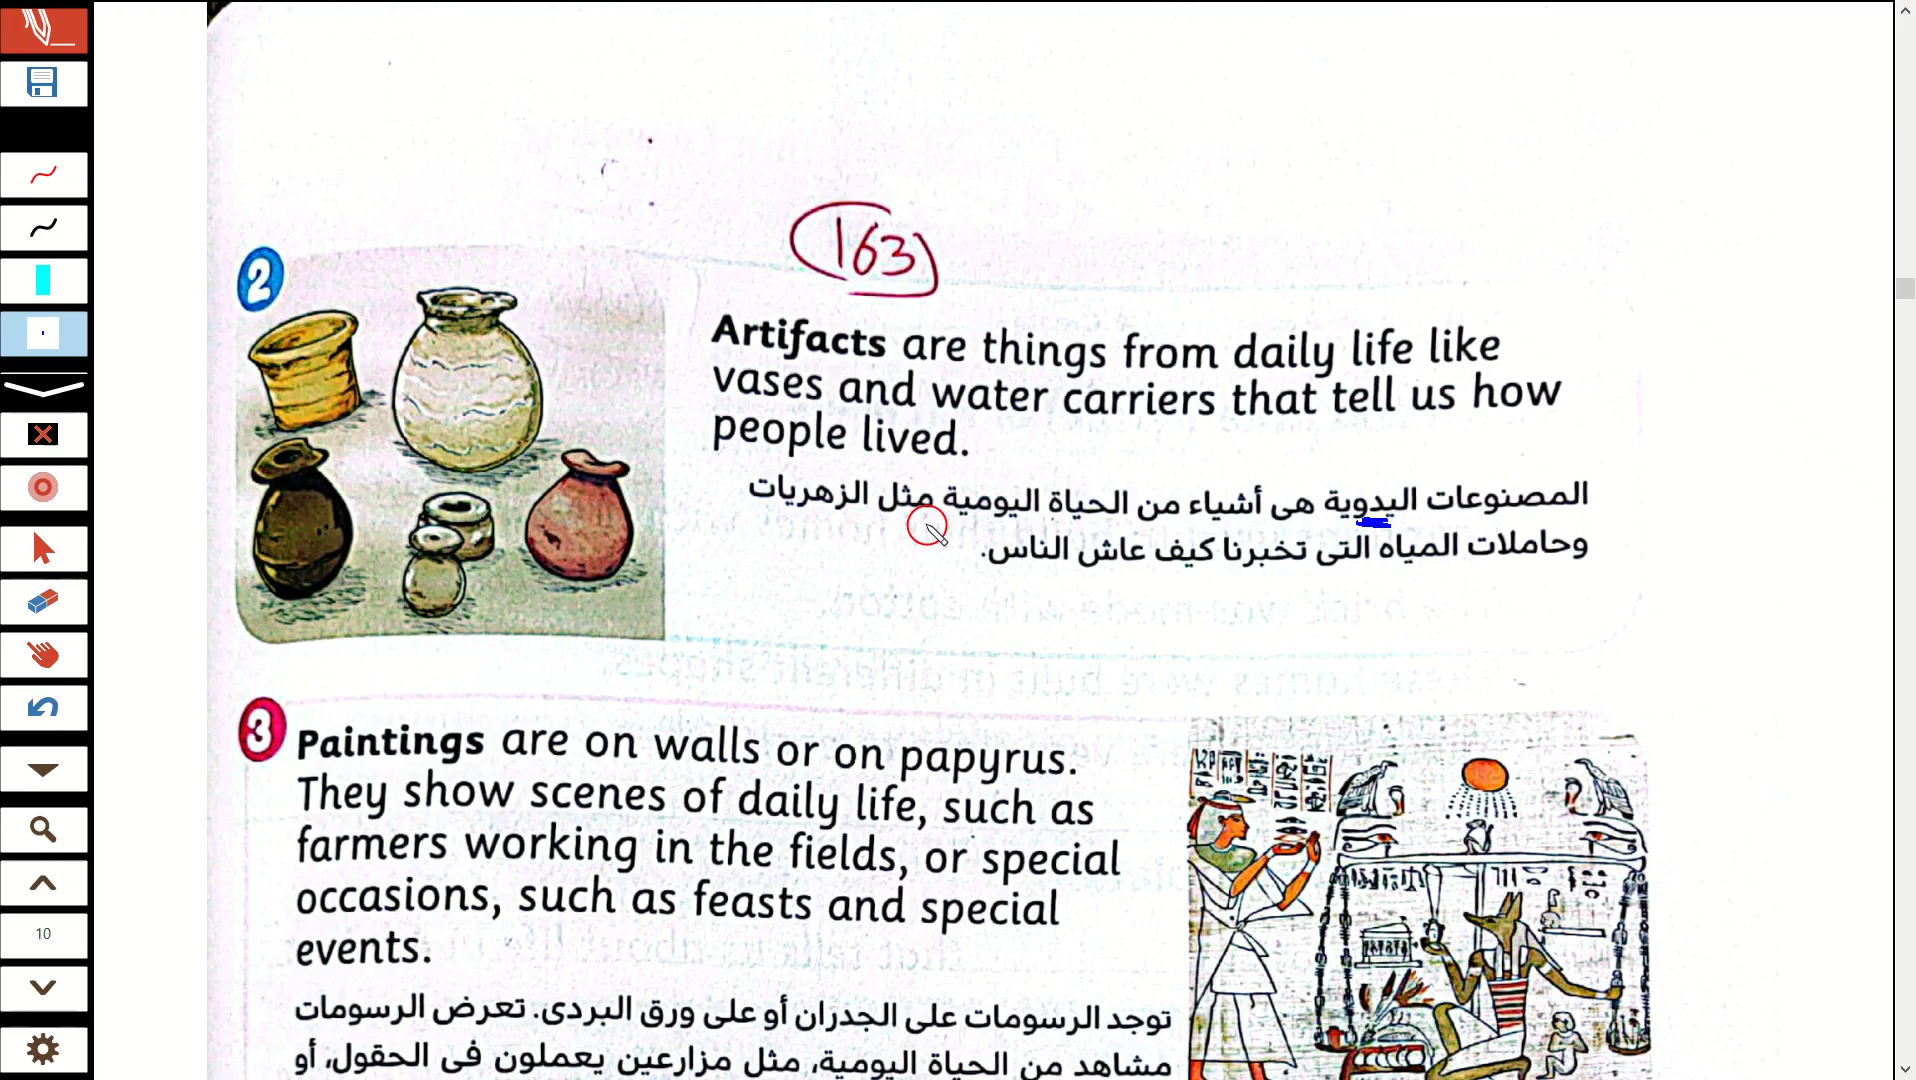 163
2
Artifacts are things from daily life like
vases and water carriers that tell us how
people lived.
المصنوعات اليدوية هى أشياء من الحياة اليومية مثل الزهريات
وحاملات المياه التى تخبرنا كيف عاش الناس.
3
Paintings are on walls or on papyrus.
They show scenes of daily life, such as
farmers working in the fields, or special
occasions, such as feasts and special
events.
توجد الرسومات على الجدران أو على ورق البردى. تعرض الرسومات
مشاهد من الحياة اليومية، مثل مزارعين يعملون فى الحقول، أو
10